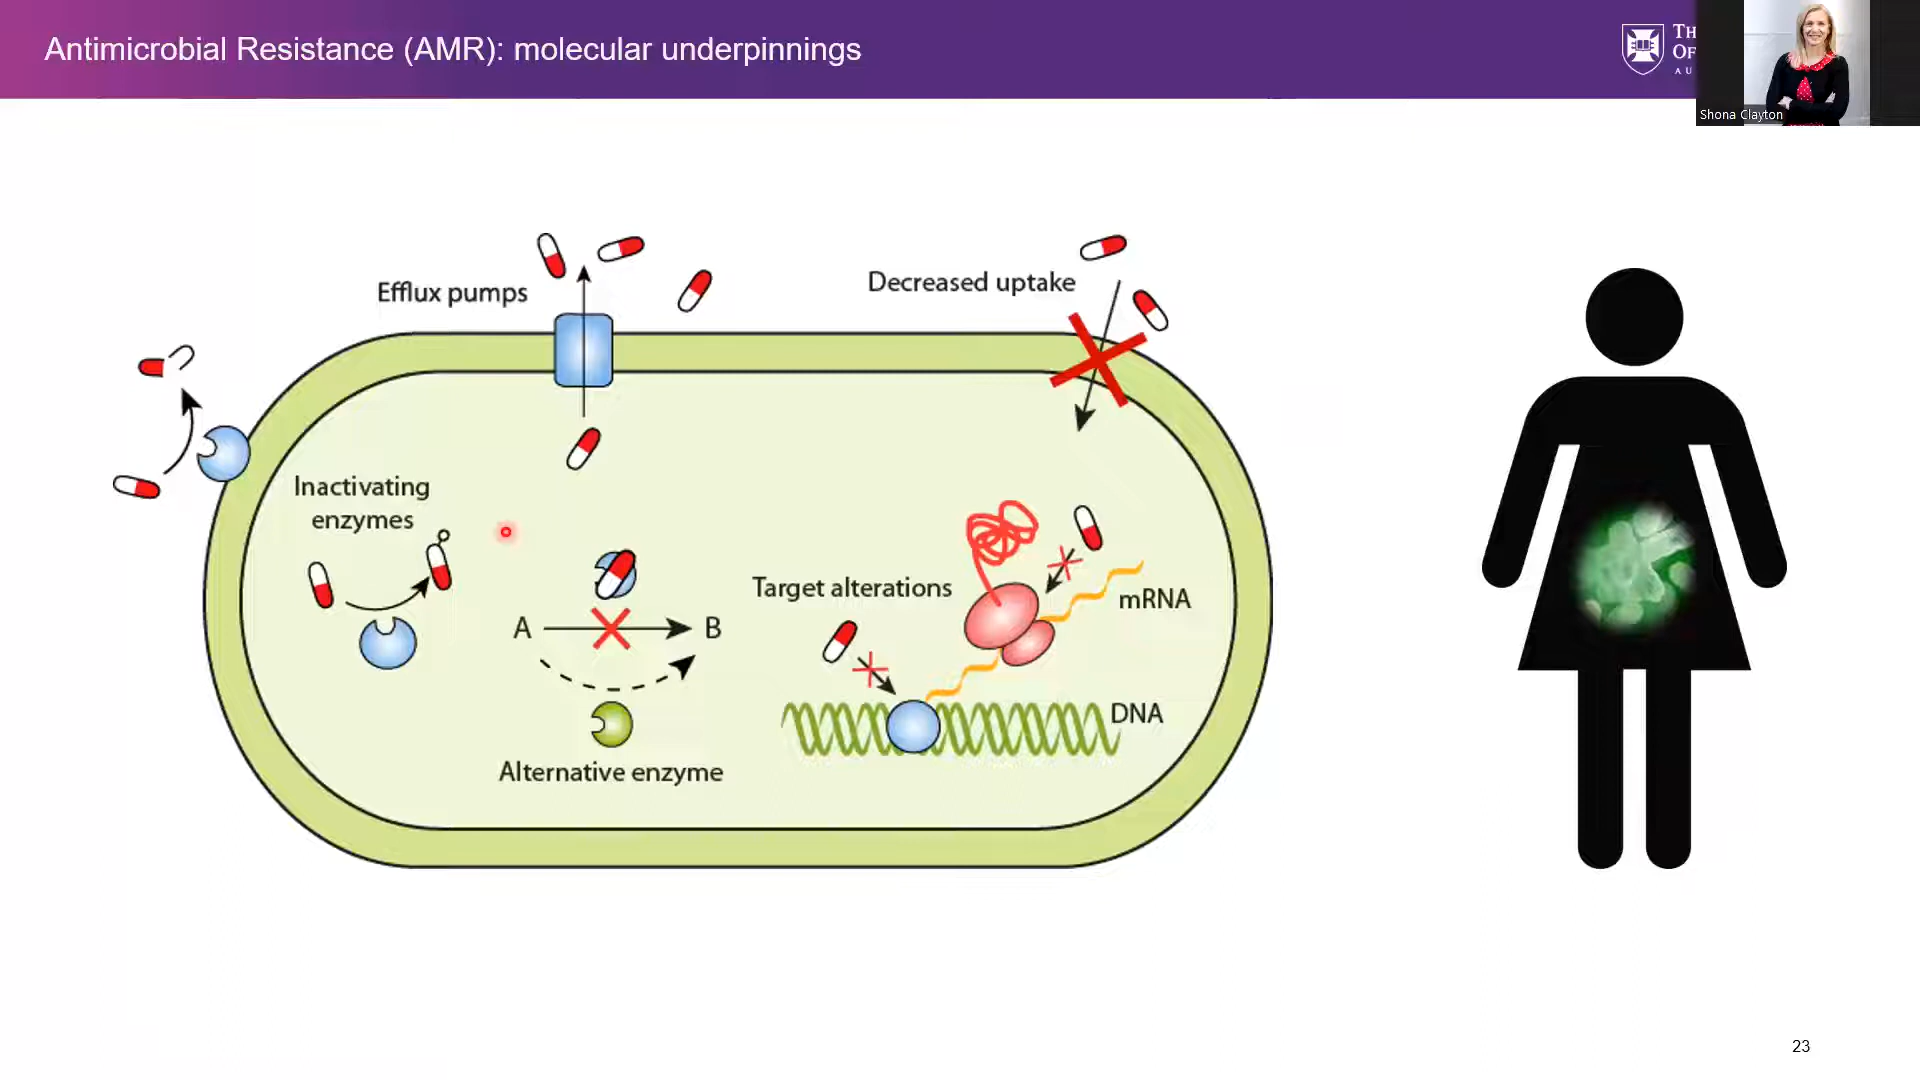 Antimicrobial Resistance (AMR): molecular underpinnings
Shona Clayton
Efflux pumps
Decreased uptake
Inactivating
enzymes
Target alterations
mRNA
A
B
DNA
Alternative enzyme
23